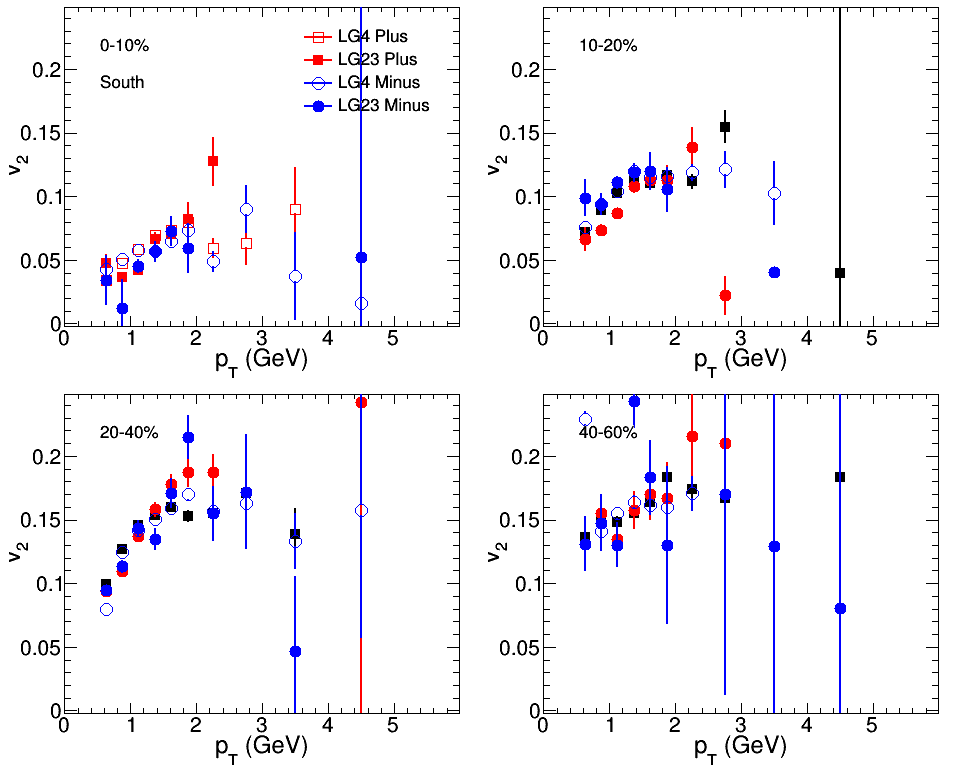 0-10%
South
LG4 Plus
LG23 Plus
LG4 Minus
LG23 Minus
v2
0.2
0.15
0.1
0.05
0
0 1 2 3 4 5
pT (GeV)
10-20%
v2
0.2
0.15
0.1
0.05
0
0 1 2 3 4 5
pT (GeV)
20-40%
v2
0.2
0.15
0.1
0.05
0
0 1 2 3 4 5
pT (GeV)
40-60%
v2
0.2
0.15
0.1
0.05
0
0 1 2 3 4 5
pT (GeV)